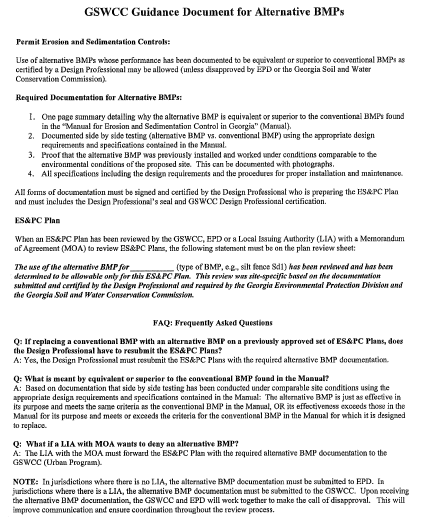 GSWCC Guidance Document for Alternative BMPs
Permit Erosion and Sedimentation Controls:
Use of alternative BMPs whose performance has been documented to be equivalent or superior to conventional BMPs as
certified by a Design Professional may be allowed (unless disapproved by EPD or the Georgia Soil and Water
Conservation Commission).
Required Documentation for Alternative BMPs:
1. One page summary detailing why the alternative BMP is equivalent or superior to the conventional BMPs found
in the "Manual for Erosion and Sedimentation Control in Georgia" (Manual).
2. Documented side by side testing (alternative BMP vs. conventional BMP) using the appropriate design
requirements and specifications contained in the Manual.
3. Proof that the alternative BMP was previously installed and worked under conditions comparable to the
environmental conditions of the proposed site. This can be documented with photographs.
4. All specifications including the design requirements and the procedures for proper installation and maintenance.
All forms of documentation must be signed and certified by the Design Professional who is preparing the ES&PC Plan
and must includes the Design Professional's seal and GSWCC Design Professional certification.
ES&PC Plan
When an ES&PC Plan has been reviewed by the GSWCC, EPD or a Local Issuing Authority (LIA) with a Memorandum
of Agreement (MOA) to review ES&PC Plans, the following statement must be on the plan review sheet:
The use of the alternative BMP for__________ (type of BMP, e.g., silt fence Sd1) has been reviewed and has been
determined to be allowable only for this ES&PC Plan. This review was site-specific based on the documentation
submitted and certified by the Design Professional and required by the Georgia Environmental Protection Division and
the Georgia Soil and Water Conservation Commission.
FAQ: Frequently Asked Questions
Q: If replacing a conventional BMP with an alternative BMP on a previously approved set of ES&PC Plans, does
the Design Professional have to resubmit the ES&PC Plans?
A: Yes, the Design Professional must resubmit the ES&PC Plans with the required alternative BMP documentation.
Q: What is meant by equivalent or superior to the conventional BMP found in the Manual?
A: Based on documentation that side by side testing has been conducted under comparable site conditions using the
appropriate design requirements and specifications contained in the Manual: The alternative BMP is just as effective in
its purpose and meets the same criteria as the conventional BMP in the Manual, OR its effectiveness exceeds those in the
Manual for its purpose and meets or exceeds the criteria for the conventional BMP in the Manual for which it is designed
to replace.
Q: What if a LIA with MOA wants to deny an alternative BMP?
A: The LIA with the MOA must forward the ES&PC Plan with the required alternative BMP documentation to the
GSWCC (Urban Program).
NOTE: In jurisdictions where there is no LIA, the alternative BMP documentation must be submitted to EPD. In
jurisdictions where there is a LIA, the alternative BMP documentation must be submitted to the GSWCC. Upon receiving
the alternative BMP documentation, the GSWCC and EPD will work together to make the call of disapproval. This will
improve communication and ensure coordination throughout the review process.